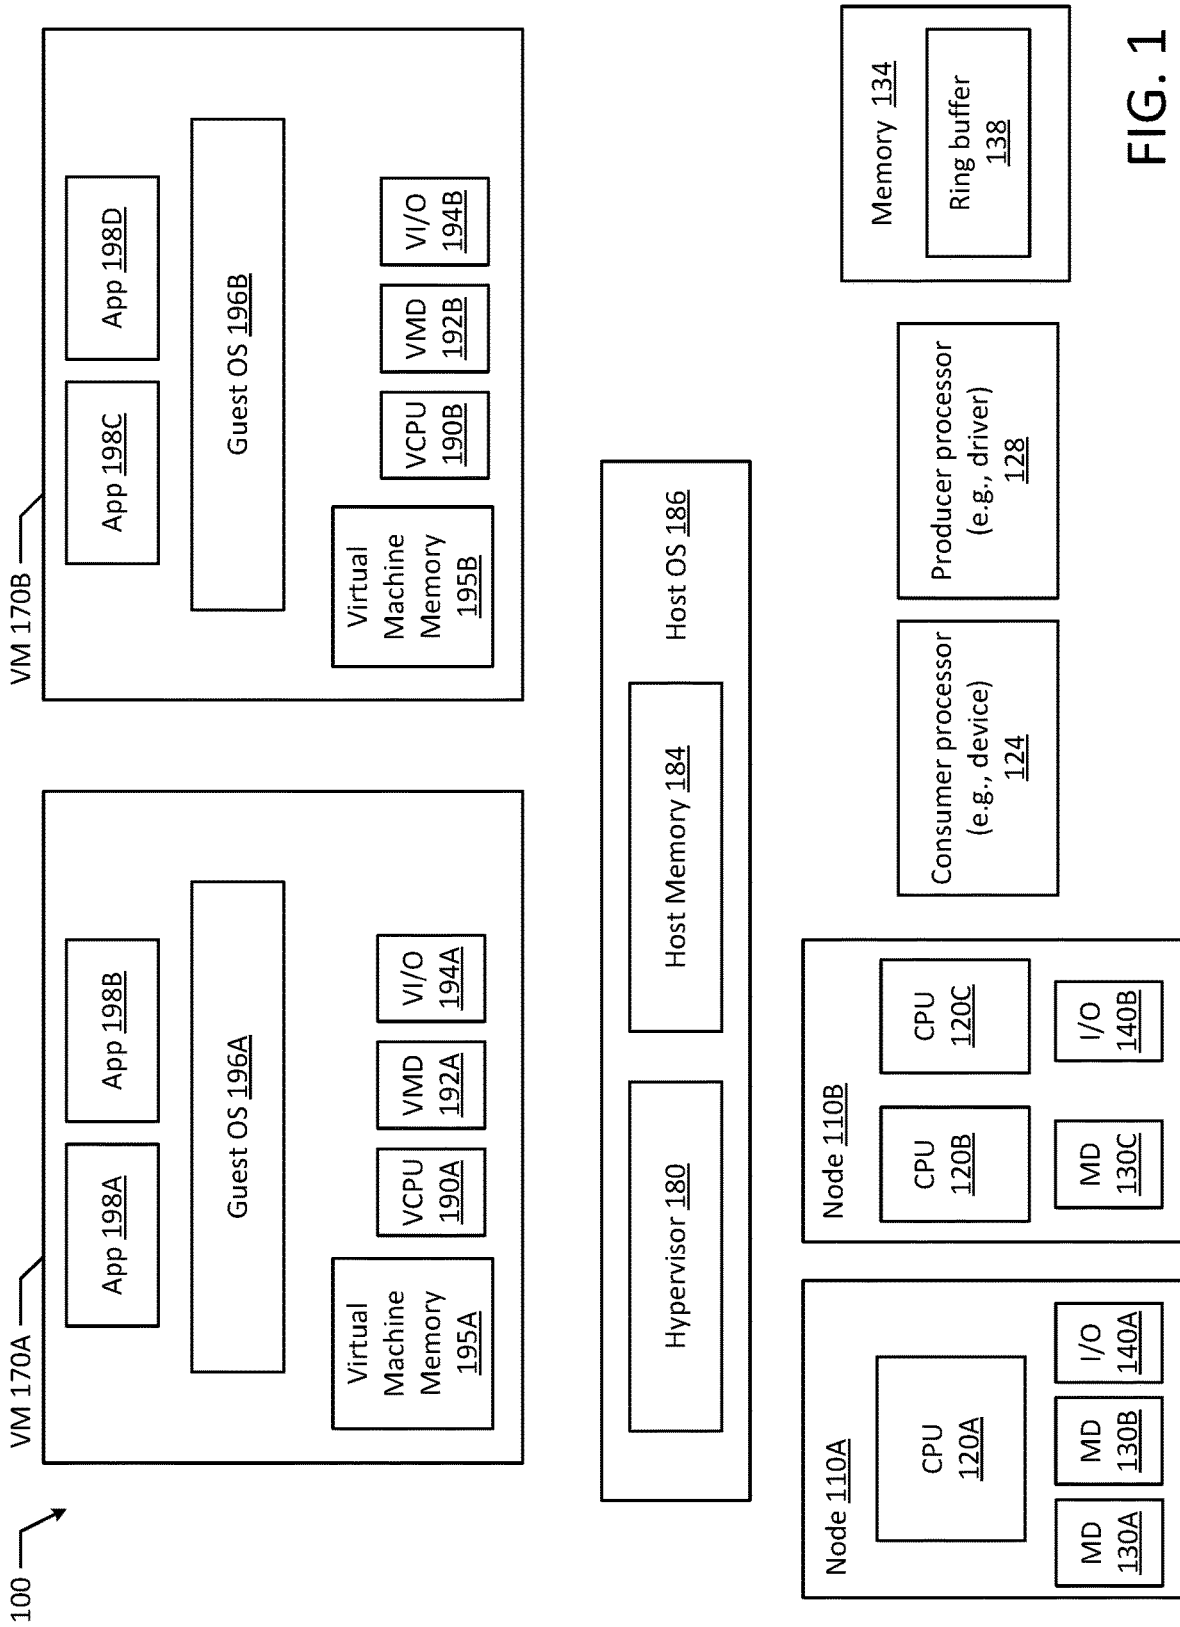 100
VM 170A
App 198A
App 198B
Guest OS 196A
Virtual
Machine
Memory
195A
VCPU
190A
VMD
192A
VI/O
194A
VM 170B
App 198C
App 198D
Guest OS 196B
Virtual
Machine
Memory
195B
VCPU
190B
VMD
192B
VI/O
194B
Hypervisor 180
Host Memory 184
Host OS 186
Node 110A
CPU
120A
MD
130A
MD
130B
I/O
140A
Node 110B
CPU
120B
CPU
120C
MD
130C
I/O
140B
Consumer processor
(e.g., device)
124
Producer processor
(e.g., driver)
128
Memory 134
Ring buffer
138
FIG. 1